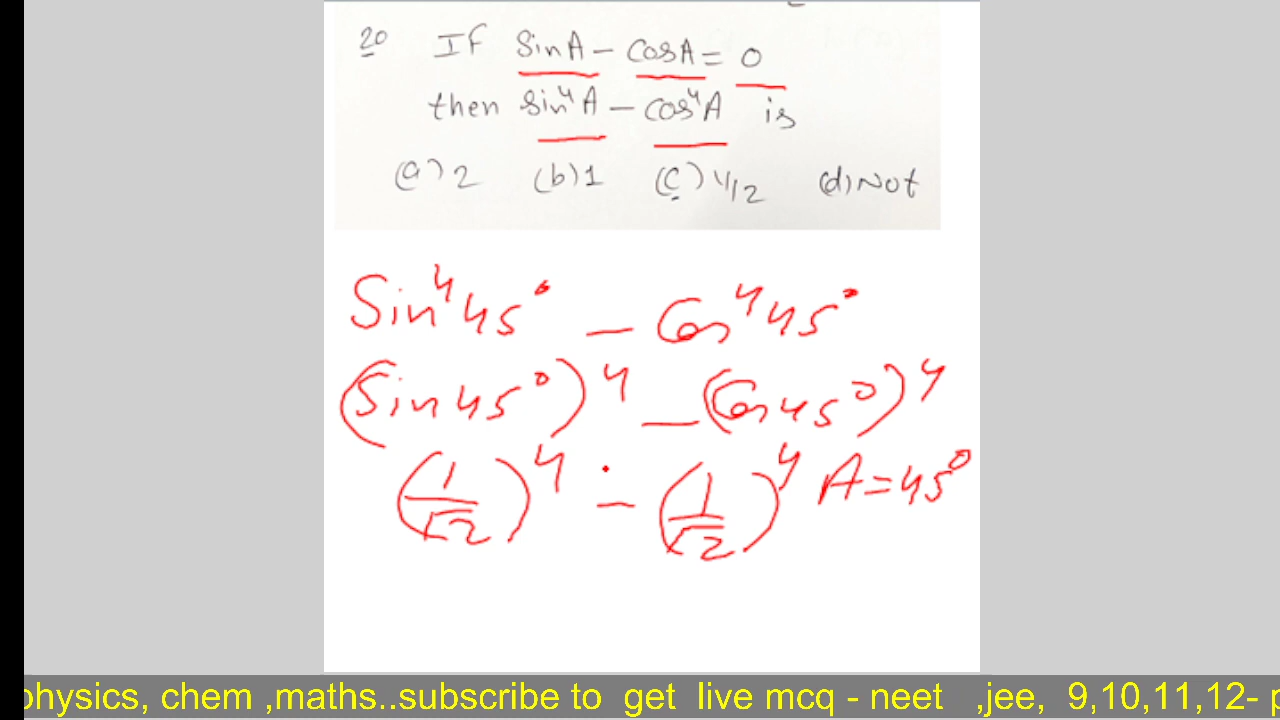 20 If SinA - CosA = 0
then sin⁴A - cos⁴A is
(a) 2 (b) 1 (c) 1/2 (d) Not
Sin⁴45° - Cos⁴45°
(Sin45°)⁴ - (Cos45°)⁴
(1/√2)⁴ - (1/√2)⁴ A=45°
physics, chem ,maths..subscribe to get live mcq - neet ,jee, 9,10,11,12- p